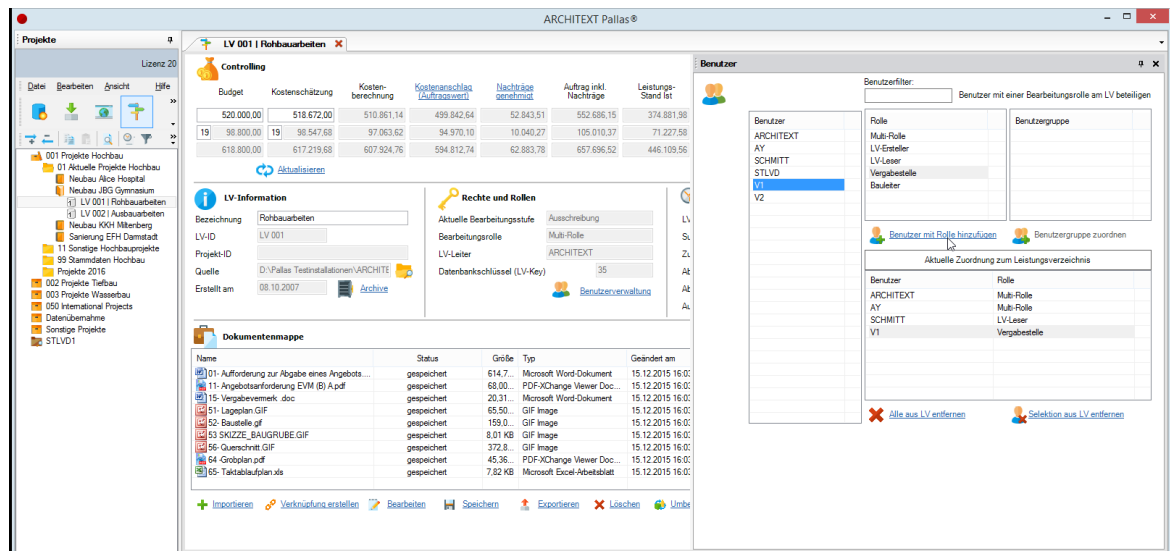 ARCHITEXT Pallas®
Projekte
LV 001 | Rohbauarbeiten
Lizenz 20
Datei Bearbeiten Ansicht Hilfe
001 Projekte Hochbau
01 Aktuelle Projekte Hochbau
Neubau Alice Hospital
Neubau JBG Gymnasium
LV 001 | Rohbauarbeiten
LV 002 | Ausbauarbeiten
Neubau KKH Miltenberg
Sanierung EFH Darmstadt
11 Sonstige Hochbauprojekte
99 Stammdaten Hochbau
Projekte 2016
002 Projekte Tiefbau
003 Projekte Wasserbau
050 International Projects
Datenübernahme
Sonstige Projekte
STLVD1
Controlling
Budget Kostenschätzung Kosten-berechnung Kostenanschlag (Auftragswert) Nachträge genehmigt Auftrag inkl. Nachträge Leistungs-Stand Ist
520.000,00 518.672,00 510.861,14 499.842,64 52.843,51 552.686,15 374.881,98
19 98.800,00 19 98.547,68 97.063,62 94.970,10 10.040,27 105.010,37 71.227,58
618.800,00 617.219,68 607.924,76 594.812,74 62.883,78 657.696,52 446.109,56
Aktualisieren
LV-Information
Bezeichnung Rohbauarbeiten
LV-ID LV 001
Projekt-ID
Quelle D:\Pallas Testinstallationen\ARCHITE
Erstellt am 08.10.2007 Archive
Rechte und Rollen
Aktuelle Bearbeitungsstufe Ausschreibung
Bearbeitungsrolle Multi-Rolle
LV-Leiter ARCHITEXT
Datenbankschlüssel (LV-Key) 35
Benutzerverwaltung
LV
Su
Zu
Ab
Ab
Au
Dokumentenmappe
Name Status Größe Typ Geändert am
01- Aufforderung zur Abgabe eines Angebots.... gespeichert 614,7... Microsoft Word-Dokument 15.12.2015 16:03
11- Angebotsanforderung EVM (B) A.pdf gespeichert 68,00... PDF-XChange Viewer Doc... 15.12.2015 16:03
15- Vergabevermerk .doc gespeichert 20,31... Microsoft Word-Dokument 15.12.2015 16:03
51- Lageplan.GIF gespeichert 65,50... GIF Image 15.12.2015 16:03
52- Baustelle.gif gespeichert 159,0... GIF Image 15.12.2015 16:03
53 SKIZZE_BAUGRUBE.GIF gespeichert 8,01 KB GIF Image 15.12.2015 16:03
56- Querschnitt.GIF gespeichert 372,8... GIF Image 15.12.2015 16:03
64 -Grobplan.pdf gespeichert 45,36... PDF-XChange Viewer Doc... 15.12.2015 16:03
65- Taktablaufplan.xls gespeichert 7,82 KB Microsoft Excel-Arbeitsblatt 15.12.2015 16:03
Importieren Verknüpfung erstellen Bearbeiten Speichern Exportieren Löschen Umbe
Benutzer
Benutzerfilter:
Benutzer mit einer Bearbeitungsrolle am LV beteiligen
Benutzer
ARCHITEXT
AY
SCHMITT
STLVD
V1
V2
Rolle
Multi-Rolle
LV-Ersteller
LV-Leser
Vergabestelle
Bauleiter
Benutzergruppe
Benutzer mit Rolle hinzufügen Benutzergruppe zuordnen
Aktuelle Zuordnung zum Leistungsverzeichnis
Benutzer Rolle
ARCHITEXT Multi-Rolle
AY Multi-Rolle
SCHMITT LV-Leser
V1 Vergabestelle
Alle aus LV entfernen Selektion aus LV entfernen